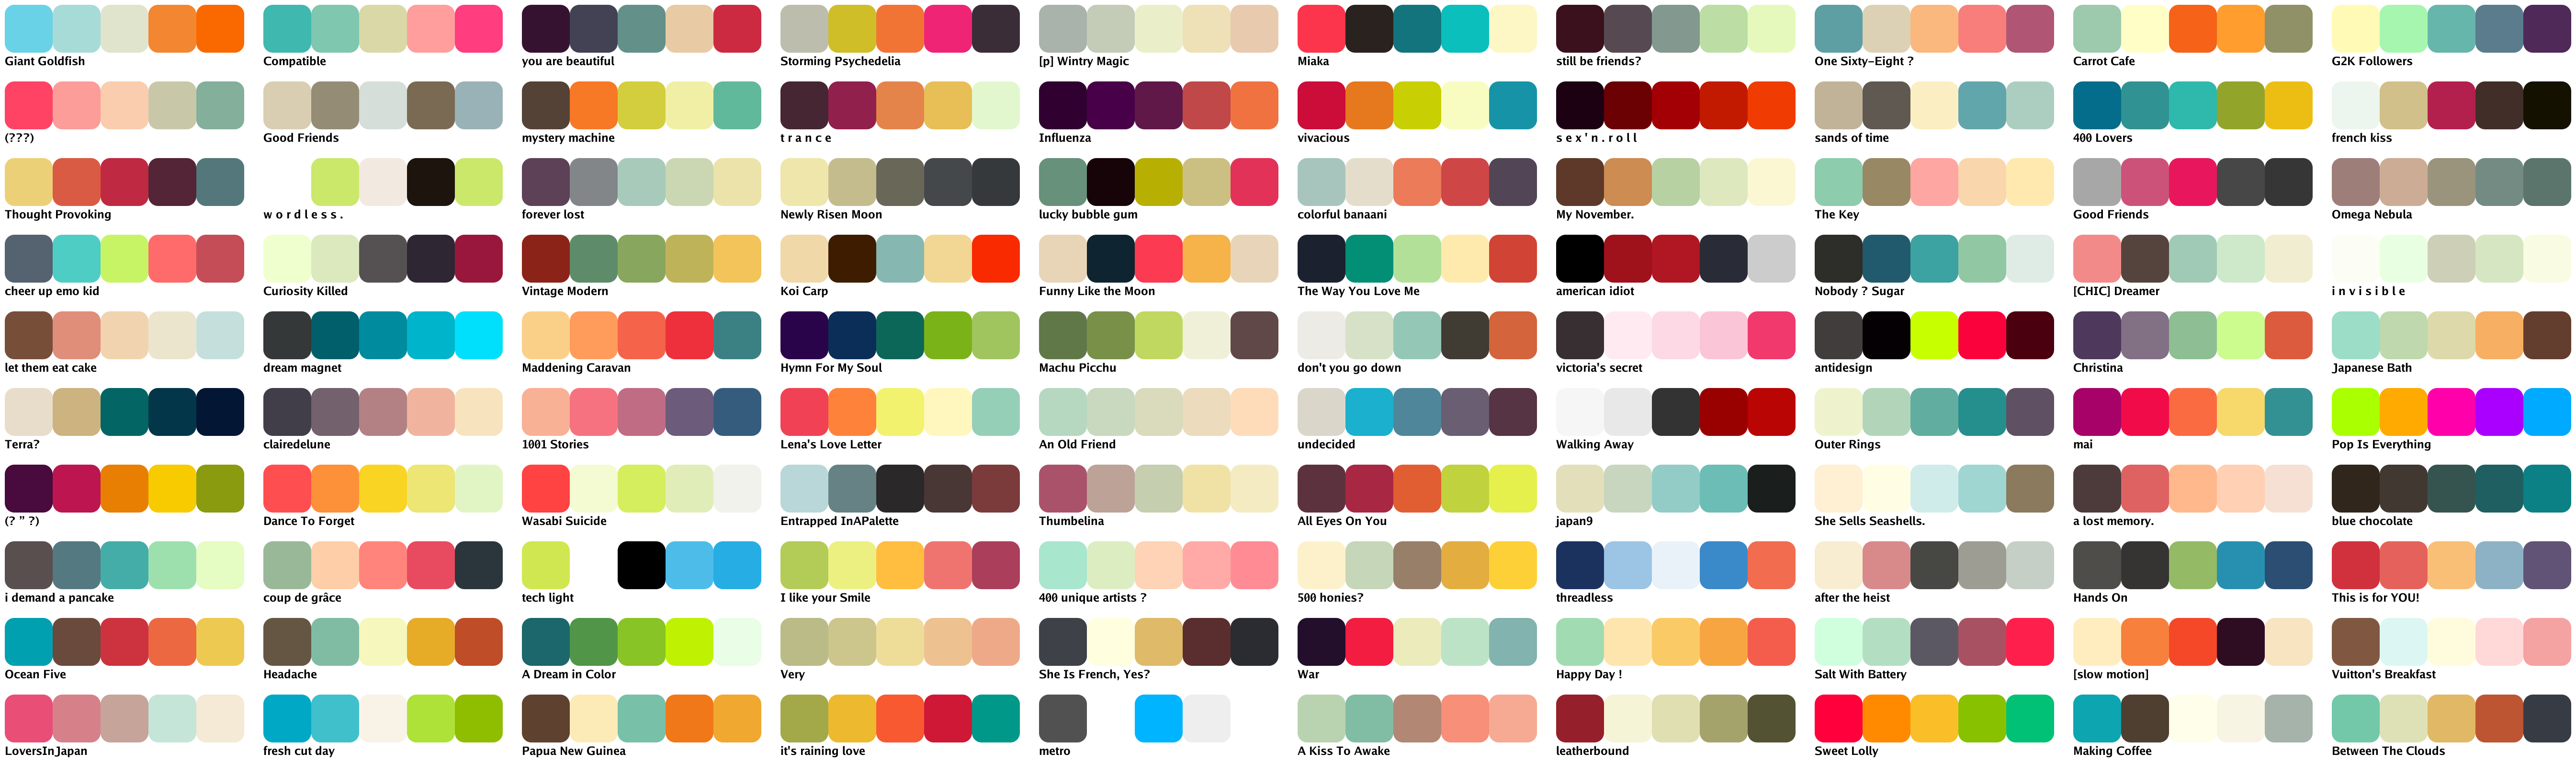 Giant Goldfish
Compatible
you are beautiful
Storming Psychedelia
[p] Wintry Magic
Miaka
still be friends?
One Sixty-Eight ?
Carrot Cafe
G2K Followers
(???)
Good Friends
mystery machine
t r a n c e
Influenza
vivacious
s e x ' n . r o l l
sands of time
400 Lovers
french kiss
Thought Provoking
w o r d l e s s .
forever lost
Newly Risen Moon
lucky bubble gum
colorful banaani
My November.
The Key
Good Friends
Omega Nebula
cheer up emo kid
Curiosity Killed
Vintage Modern
Koi Carp
Funny Like the Moon
The Way You Love Me
american idiot
Nobody ? Sugar
[CHIC] Dreamer
i n v i s i b l e
let them eat cake
dream magnet
Maddening Caravan
Hymn For My Soul
Machu Picchu
don't you go down
victoria's secret
antidesign
Christina
Japanese Bath
Terra?
clairedelune
1001 Stories
Lena's Love Letter
An Old Friend
undecided
Walking Away
Outer Rings
mai
Pop Is Everything
(? " ?)
Dance To Forget
Wasabi Suicide
Entrapped InAPalette
Thumbelina
All Eyes On You
japan9
She Sells Seashells.
a lost memory.
blue chocolate
i demand a pancake
coup de grâce
tech light
I like your Smile
400 unique artists ?
500 honies?
threadless
after the heist
Hands On
This is for YOU!
Ocean Five
Headache
A Dream in Color
Very
She Is French, Yes?
War
Happy Day !
Salt With Battery
[slow motion]
Vuitton's Breakfast
LoversInJapan
fresh cut day
Papua New Guinea
it's raining love
metro
A Kiss To Awake
leatherbound
Sweet Lolly
Making Coffee
Between The Clouds